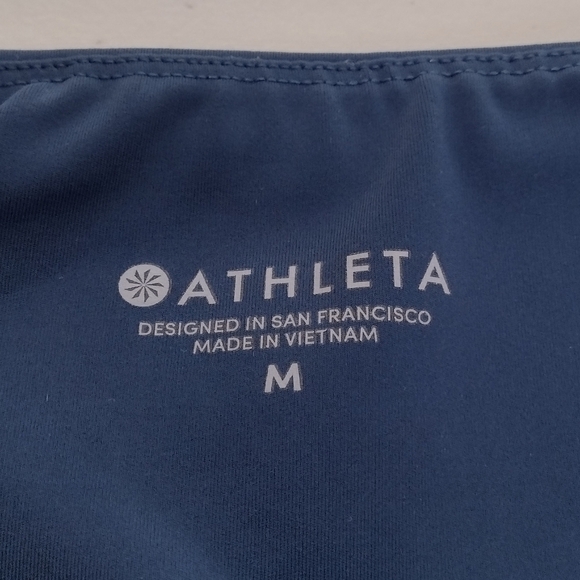 ATHLETA
DESIGNED IN SAN FRANCISCO
MADE IN VIETNAM
M